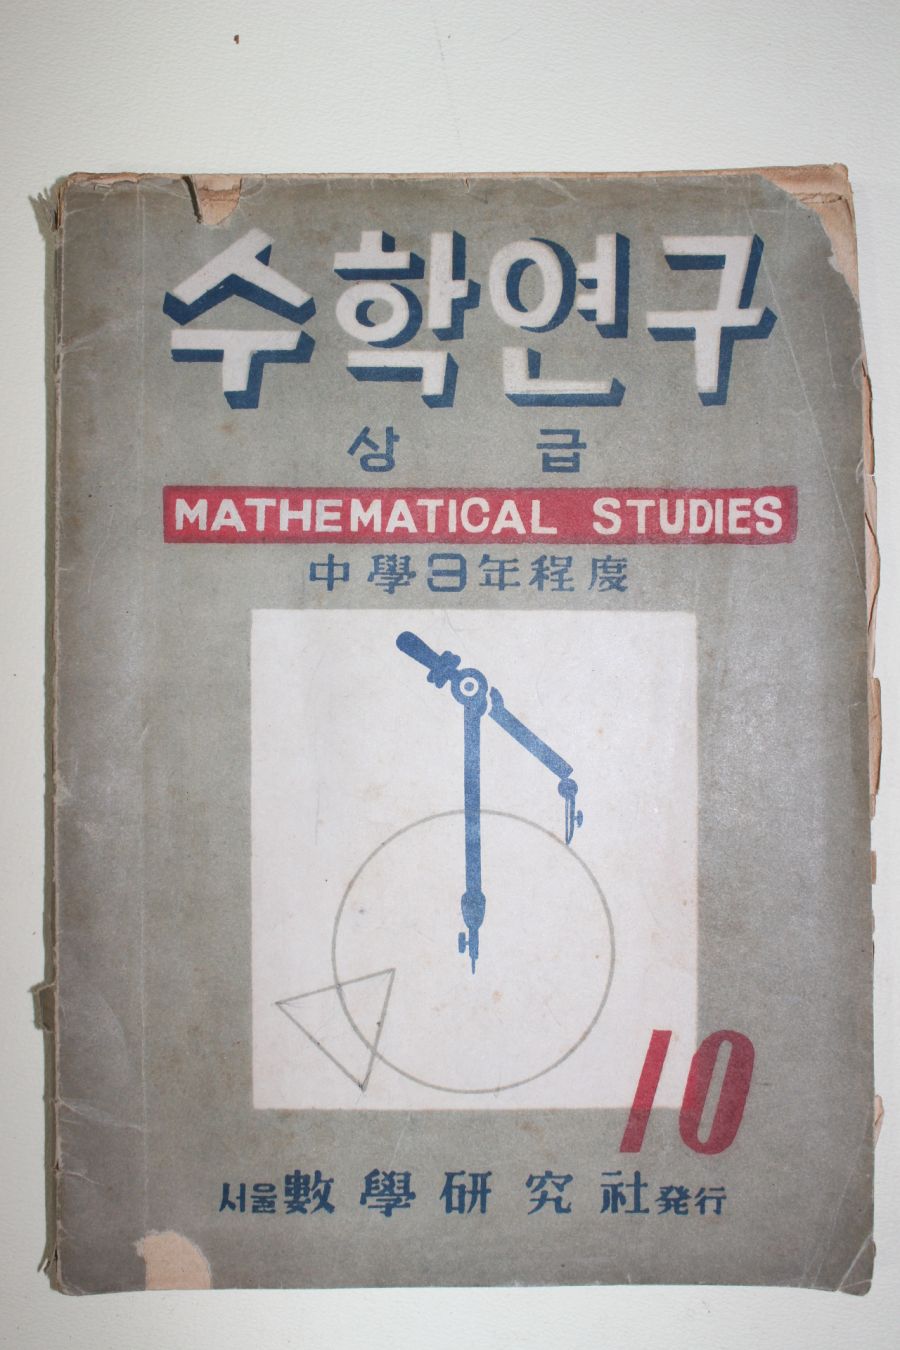 수학연구
상 급
MATHEMATICAL STUDIES
中學3年程度
10
서울數學研究社発行